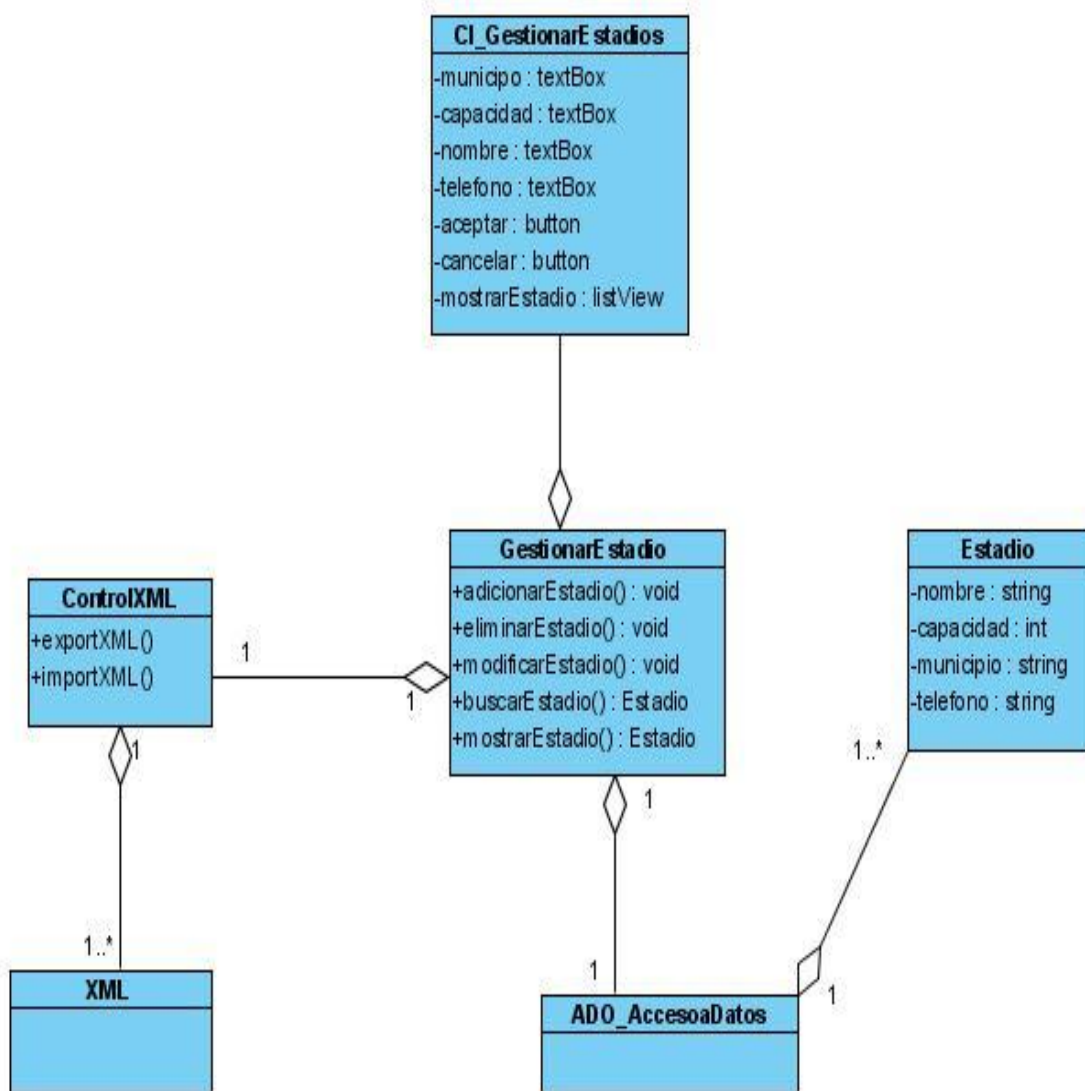 CI_GestionarEstadios
-municipo : textBox
-capacidad : textBox
-nombre : textBox
-telefono : textBox
-aceptar : button
-cancelar : button
-mostrarEstadio : listView
GestionarEstadio
+adicionarEstadio() : void
+eliminarEstadio() : void
+modificarEstadio() : void
+buscarEstadio() : Estadio
+mostrarEstadio() : Estadio
Estadio
-nombre : string
-capacidad : int
-municipio : string
-telefono : string
ControlXML
+exportXML()
+importXML()
1
1
1
1
1..*
1..*
1
1
XML
ADO_AccesoaDatos